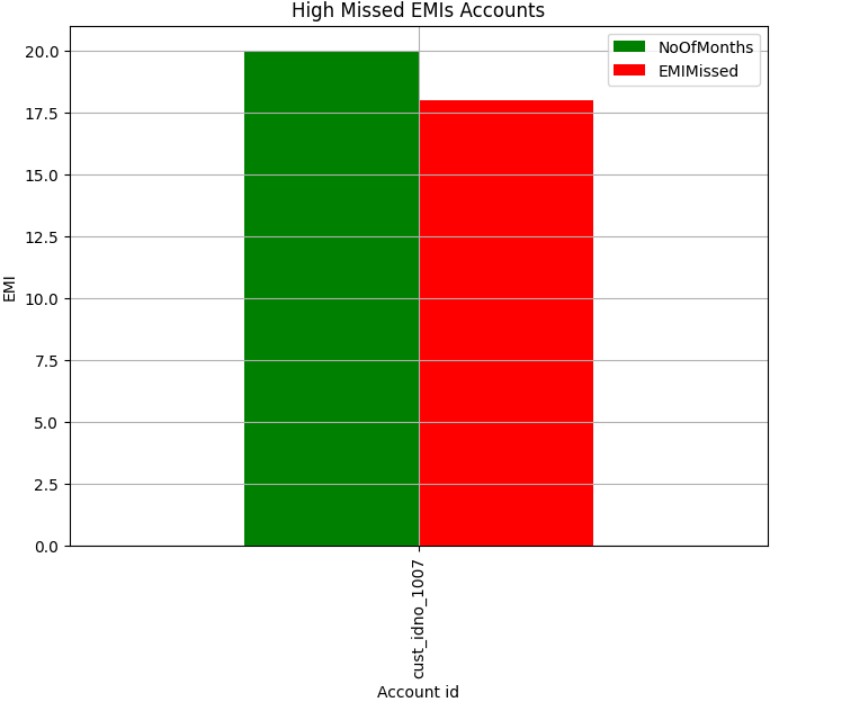 High Missed EMIs Accounts
NoOfMonths
EMIMissed
20.0
17.5
15.0
12.5
10.0
7.5
5.0
2.5
0.0
EMI
cust_idno_1007
Account id